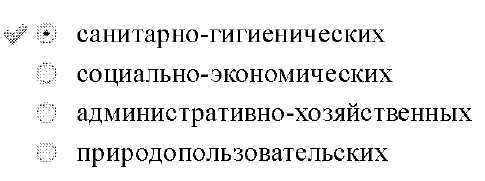 санитарно-гигиенических
социально-экономических
административно-хозяйственных
природопользовательских